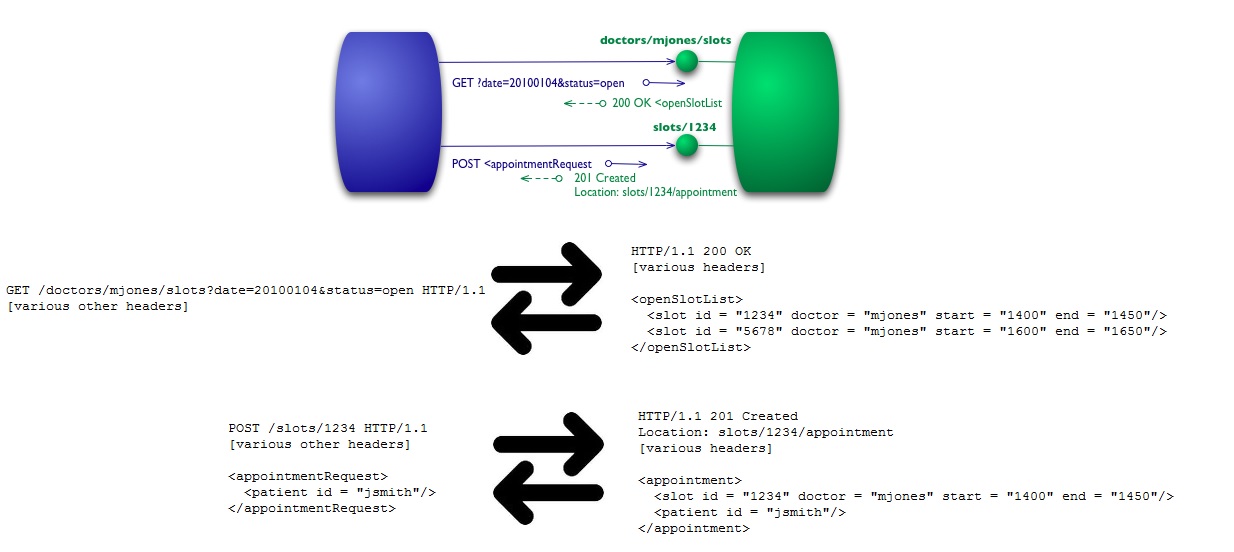 doctors/mjones/slots
GET ?date=20100104&status=open
200 OK <openSlotList
slots/1234
POST <appointmentRequest
201 Created
Location: slots/1234/appointment
GET /doctors/mjones/slots?date=20100104&status=open HTTP/1.1
[various other headers]
HTTP/1.1 200 OK
[various headers]
<openSlotList>
<slot id = "1234" doctor = "mjones" start = "1400" end = "1450"/>
<slot id = "5678" doctor = "mjones" start = "1600" end = "1650"/>
</openSlotList>
POST /slots/1234 HTTP/1.1
[various other headers]
<appointmentRequest>
<patient id = "jsmith"/>
</appointmentRequest>
HTTP/1.1 201 Created
Location: slots/1234/appointment
[various headers]
<appointment>
<slot id = "1234" doctor = "mjones" start = "1400" end = "1450"/>
<patient id = "jsmith"/>
</appointment>